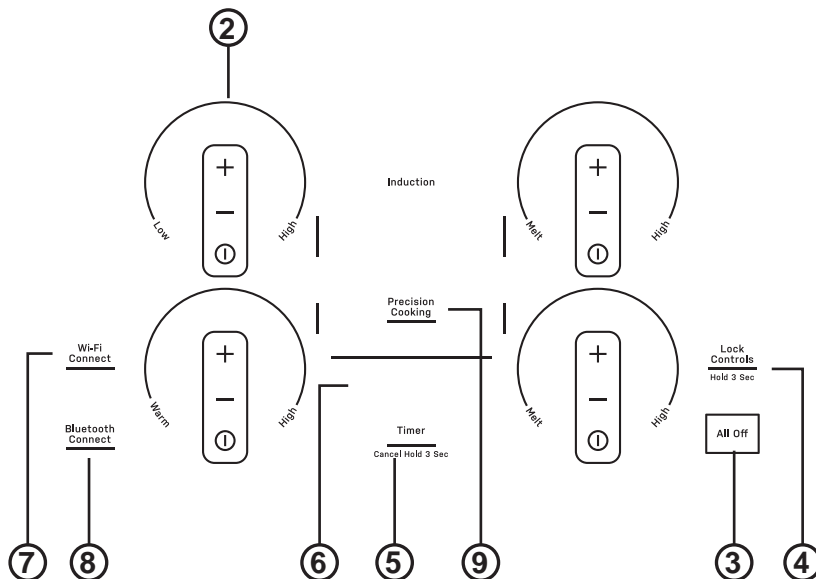 2
+
+
Induction
−
−
Low
High
Melt
High
Precision
Cooking
Wi-Fi
Connect
+
+
Lock
Controls
Hold 3 Sec
−
−
Warm
High
Melt
High
Bluetooth
Connect
Timer
Cancel Hold 3 Sec
All Off
7
8
6
5
9
3
4